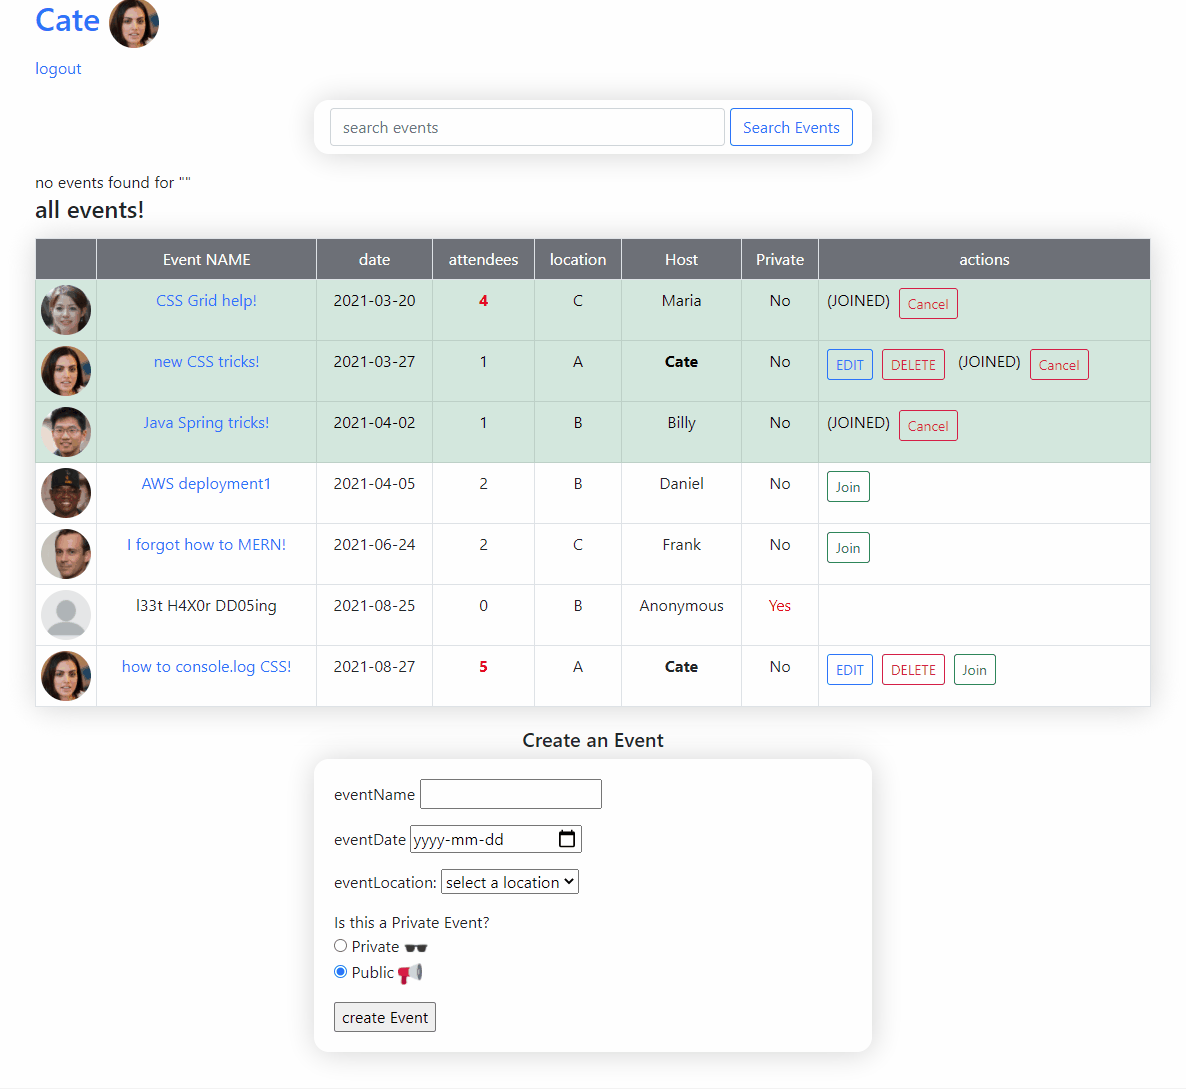 Cate
logout
search events Search Events
no events found for ""
all events!
Event NAME date attendees location Host Private actions
CSS Grid help! 2021-03-20 4 C Maria No (JOINED) Cancel
new CSS tricks! 2021-03-27 1 A Cate No EDIT DELETE (JOINED) Cancel
Java Spring tricks! 2021-04-02 1 B Billy No (JOINED) Cancel
AWS deployment1 2021-04-05 2 B Daniel No Join
I forgot how to MERN! 2021-06-24 2 C Frank No Join
l33t H4X0r DD05ing 2021-08-25 0 B Anonymous Yes
how to console.log CSS! 2021-08-27 5 A Cate No EDIT DELETE Join
Create an Event
eventName
eventDate yyyy-mm-dd
eventLocation: select a location
Is this a Private Event?
Private
Public
create Event